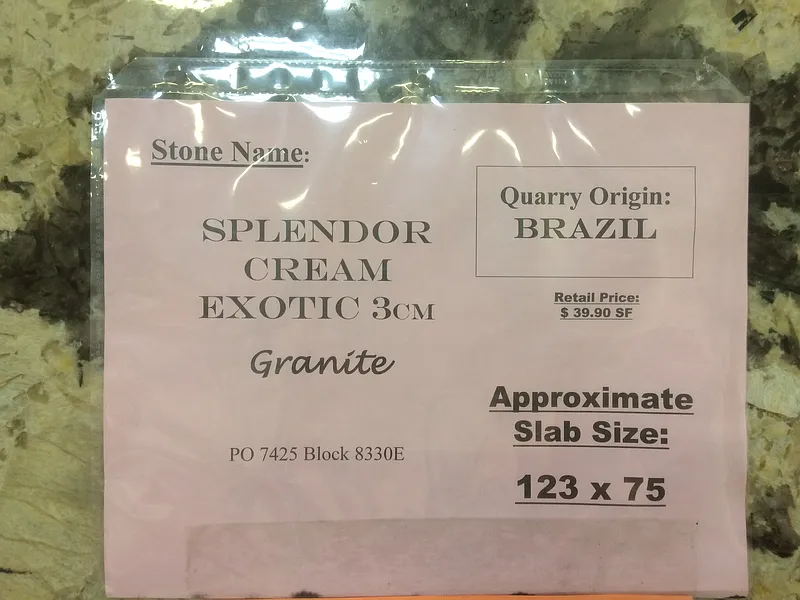 Stone Name:
SPLENDOR
CREAM
EXOTIC 3CM
Granite
PO 7425 Block 8330E
Quarry Origin:
BRAZIL
Retail Price:
$ 39.90 SF
Approximate
Slab Size:
123 x 75